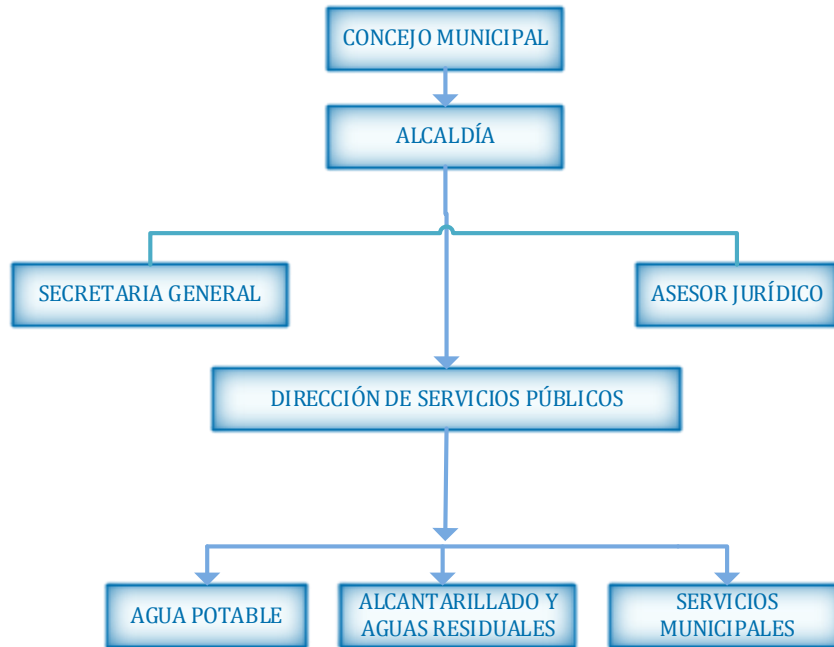 CONCEJO MUNICIPAL
ALCALDÍA
SECRETARIA GENERAL
ASESOR JURÍDICO
DIRECCIÓN DE SERVICIOS PÚBLICOS
AGUA POTABLE
ALCANTARILLADO Y
AGUAS RESIDUALES
SERVICIOS
MUNICIPALES